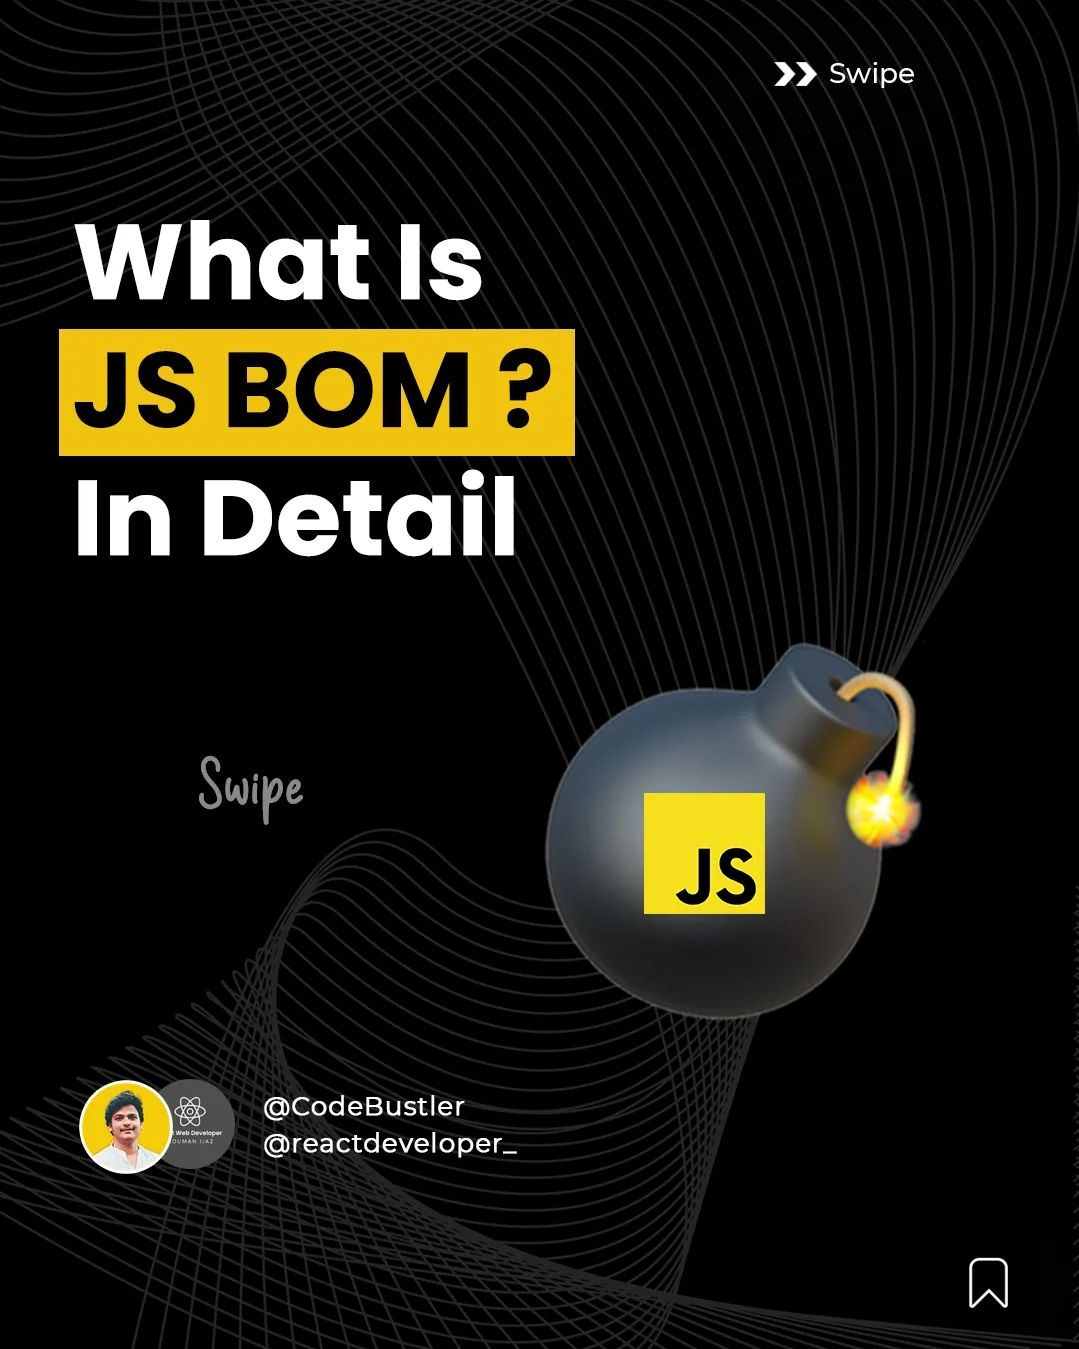 Swipe
What Is
JS BOM ?
In Detail
Swipe
JS
t Web Developer
OUMAN IJAZ
@CodeBustler
@reactdeveloper_